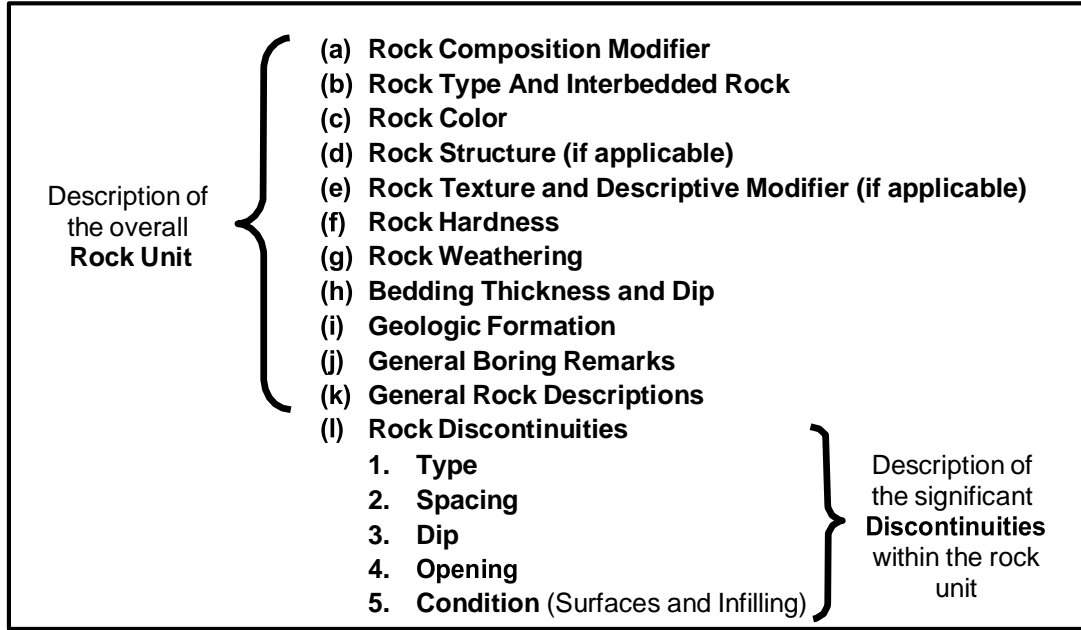 Description of
the overall
Rock Unit
(a) Rock Composition Modifier
(b) Rock Type And Interbedded Rock
(c) Rock Color
(d) Rock Structure (if applicable)
(e) Rock Texture and Descriptive Modifier (if applicable)
(f) Rock Hardness
(g) Rock Weathering
(h) Bedding Thickness and Dip
(i) Geologic Formation
(j) General Boring Remarks
(k) General Rock Descriptions
(l) Rock Discontinuities
1. Type
2. Spacing
3. Dip
4. Opening
5. Condition (Surfaces and Infilling)
Description of
the significant
Discontinuities
within the rock
unit